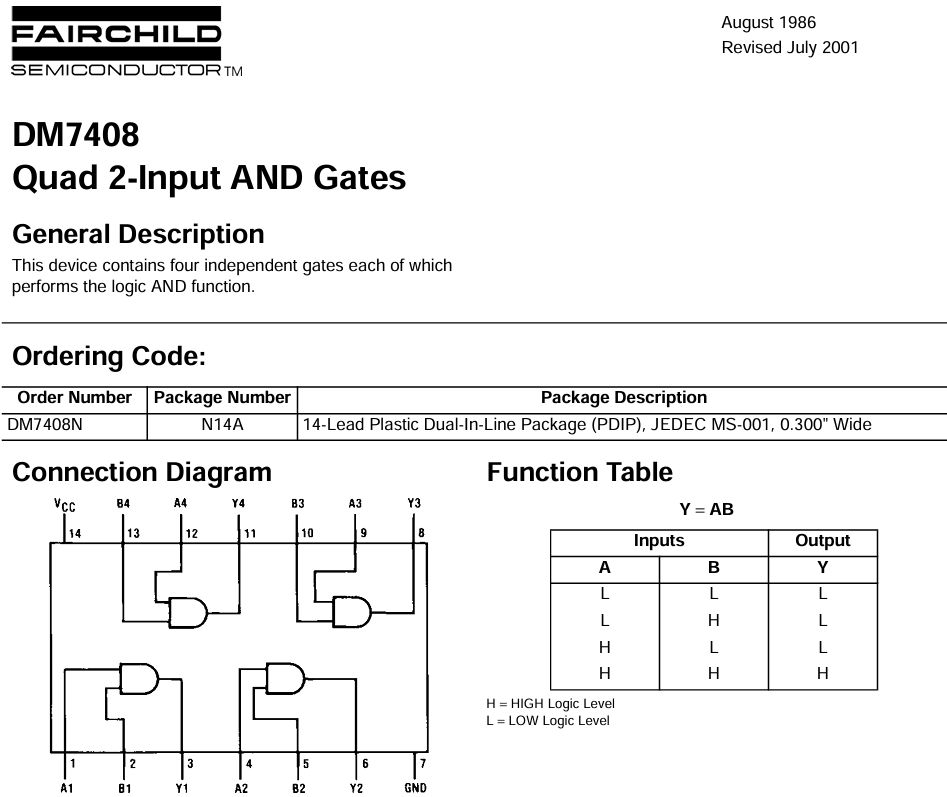 FAIRCHILD
SEMICONDUCTOR TM
August 1986
Revised July 2001
DM7408
Quad 2-Input AND Gates
General Description
This device contains four independent gates each of which
performs the logic AND function.
Ordering Code:
Order Number Package Number Package Description
DM7408N N14A 14-Lead Plastic Dual-In-Line Package (PDIP), JEDEC MS-001, 0.300" Wide
Connection Diagram
VCC B4 A4 Y4 B3 A3 Y3
14 13 12 11 10 9 8
1 2 3 4 5 6 7
A1 B1 Y1 A2 B2 Y2 GND
Function Table
Y = AB
Inputs Output
A B Y
L L L
L H L
H L L
H H H
H = HIGH Logic Level
L = LOW Logic Level